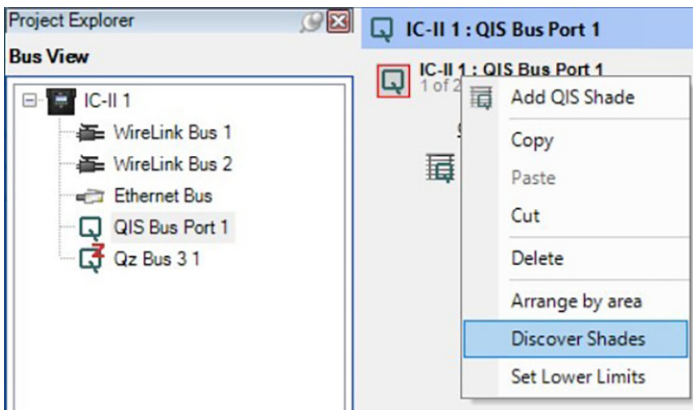 Project Explorer
Bus View
IC-II 1
WireLink Bus 1
WireLink Bus 2
Ethernet Bus
QIS Bus Port 1
Qz Bus 3 1
IC-II 1 : QIS Bus Port 1
IC-II 1 : QIS Bus Port 1
1 of 2
Add QIS Shade
Copy
Paste
Cut
Delete
Arrange by area
Discover Shades
Set Lower Limits